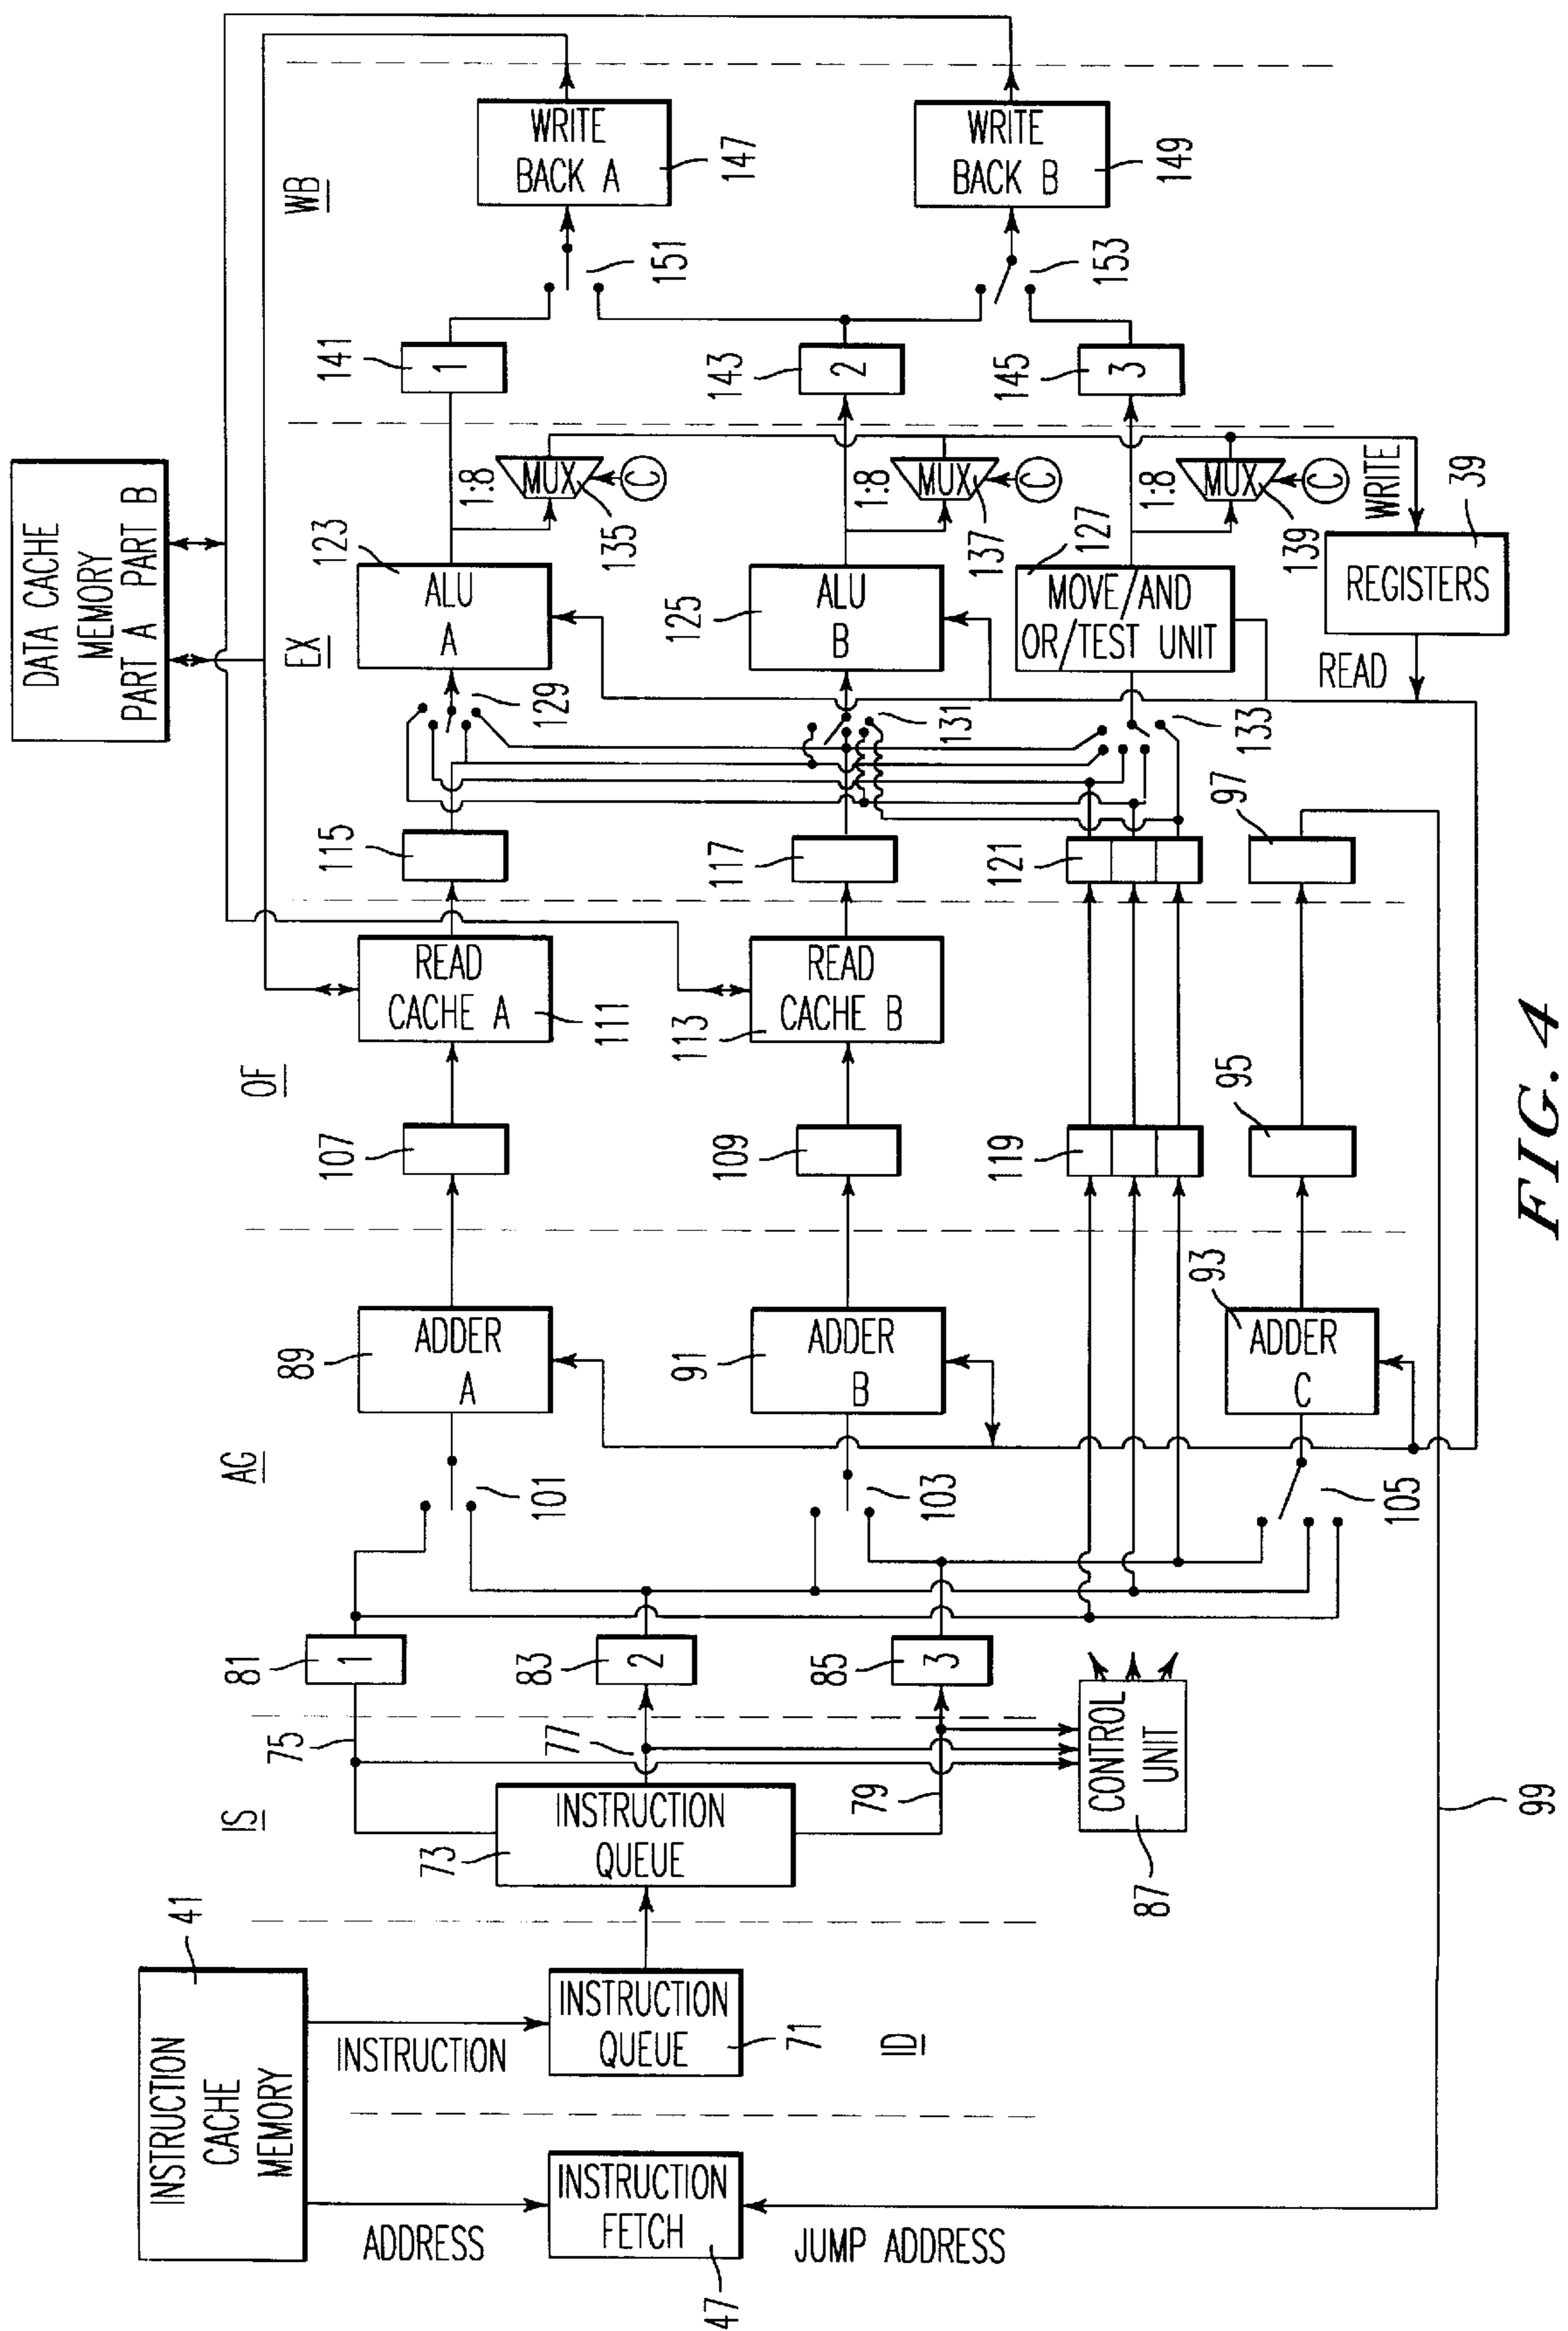 INSTRUCTION
CACHE
MEMORY
41
ADDRESS
INSTRUCTION
INSTRUCTION
FETCH
47
JUMP ADDRESS
INSTRUCTION
QUEUE
71
ID
IS
INSTRUCTION
QUEUE
73
75
77
79
CONTROL
UNIT
87
99
81
1
83
2
85
3
AG
101
103
105
89
ADDER
A
91
ADDER
B
93
ADDER
C
OF
107
109
119
95
READ
CACHE A
111
READ
CACHE B
113
115
117
121
97
DATA CACHE
MEMORY
PART A PART B
EX
129
131
133
123
ALU
A
125
ALU
B
127
MOVE/AND
OR/TEST UNIT
1:8
MUX
C
135
1:8
MUX
C
137
1:8
MUX
C
139
WRITE
REGISTERS
39
READ
WB
141
1
143
2
145
3
151
153
WRITE
BACK A
147
WRITE
BACK B
149
FIG. 4